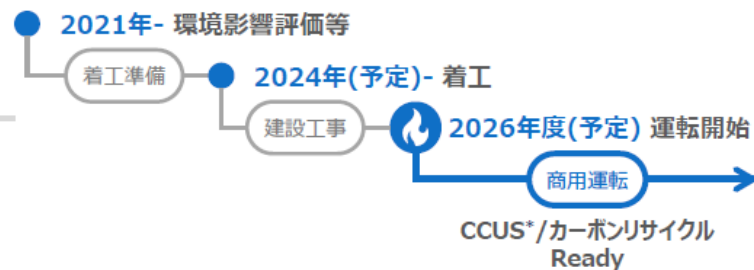 2021年- 環境影響評価等
着工準備
2024年(予定)- 着工
建設工事
2026年度(予定) 運転開始
商用運転
CCUS*/カーボンリサイクル
Ready